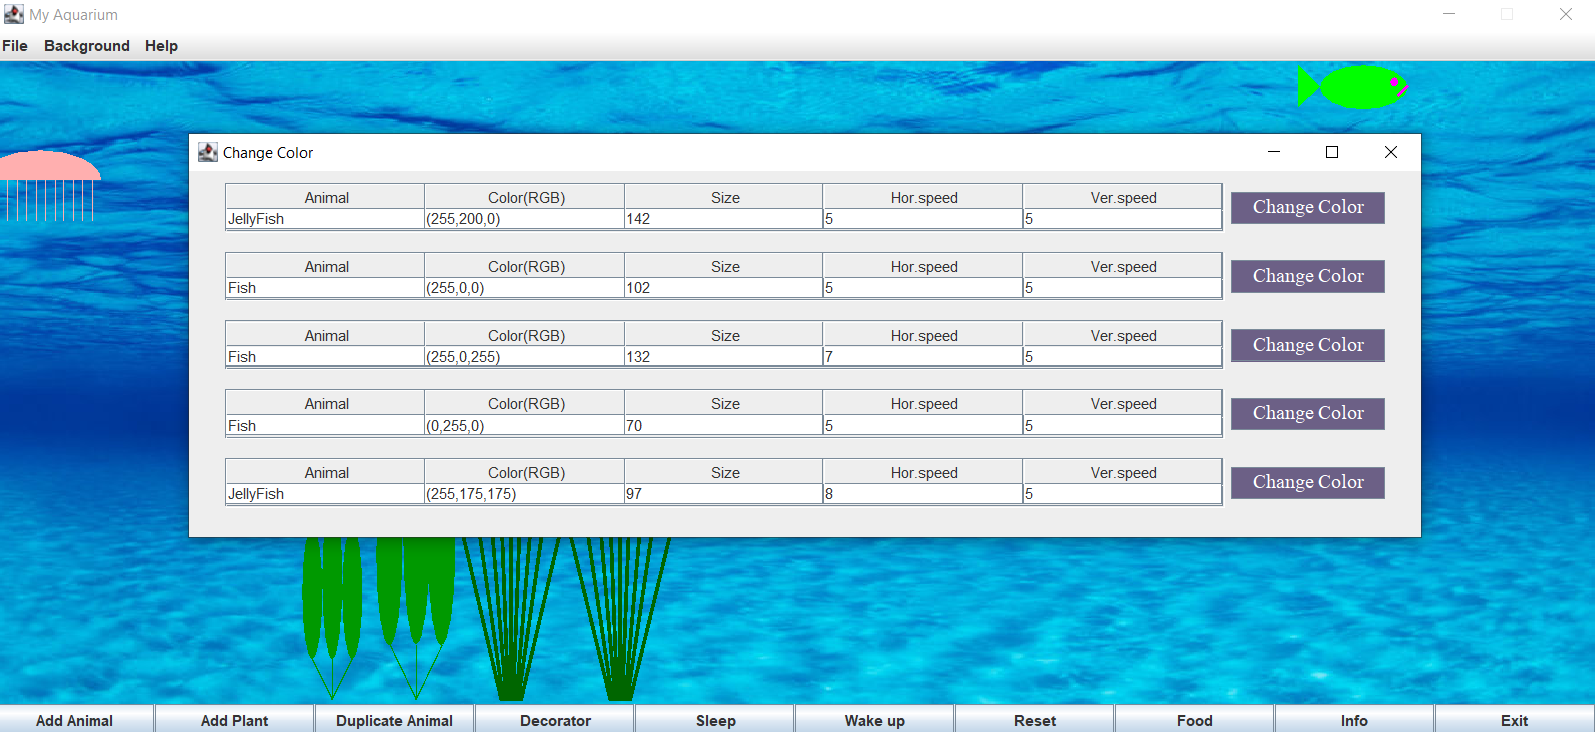 My Aquarium
File Background Help
Change Color
Animal Color(RGB) Size Hor.speed Ver.speed
JellyFish (255,200,0) 142 5 5
Change Color
Animal Color(RGB) Size Hor.speed Ver.speed
Fish (255,0,0) 102 5 5
Change Color
Animal Color(RGB) Size Hor.speed Ver.speed
Fish (255,0,255) 132 7 5
Change Color
Animal Color(RGB) Size Hor.speed Ver.speed
Fish (0,255,0) 70 5 5
Change Color
Animal Color(RGB) Size Hor.speed Ver.speed
JellyFish (255,175,175) 97 8 5
Change Color
Add Animal Add Plant Duplicate Animal Decorator Sleep Wake up Reset Food Info Exit